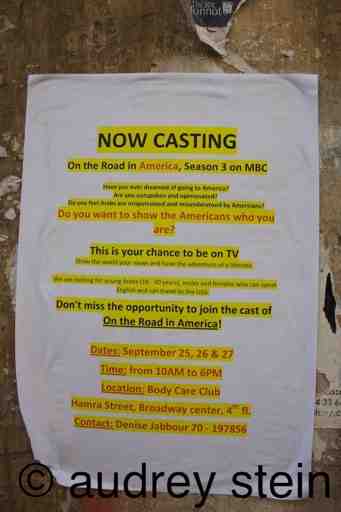 NOW CASTING
On the Road in America, Season 3 on MBC
Have you ever dreamed of going to America?
Are you outspoken and opinionated?
Do you feel Arabs are
and misunderstood by Americans?
Do you want to show the Americans who you
are?
This is your chance to be on TV
Show the world your views and have the adventure of a lifetime
We are looking for young Arabs (18 - 30 years), males and females who can speak
English and can travel to the USA.
Don't miss the opportunity to join the cast of
On the Road in America!
Dates: September 25, 26 & 27
Time: from 10AM to 6PM
Location: Body Care Club
Hamra Street, Broadway center, 4th fl.
Contact: Denise Jabbour 70 - 197856
© audrey stein